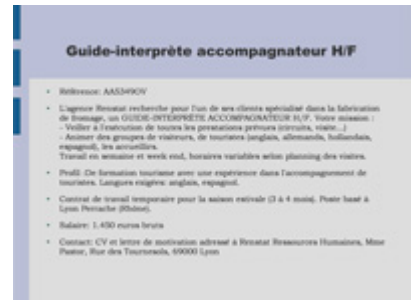 Guide-interprète accompagnateur H/F
• Référence: AA5349OV
• L'agence Renstat recherche pour l'un de ses clients spécialisé dans la fabrication
de fromage, un GUIDE-INTERPRÈTE ACCOMPAGNATEUR H/F. Votre mission :
- Veiller à l'exécution de toutes les prestations prévues (circuits, visite...)
- Animer des groupes de visiteurs, de touristes (anglais, allemands, hollandais,
espagnol), les accueillir.
Travail en semaine et week end, horaires variables selon planning des visites.
• Profil: De formation tourisme avec une expérience dans l'accompagnement de
touristes. Langues exigées: anglais, espagnol.
• Contrat de travail temporaire pour la saison estivale (3 à 4 mois). Poste basé à
Lyon Perrache (Rhône).
• Salaire: 1.450 euros bruts
• Contact: CV et lettre de motivation adressé à Renstat Ressources Humaines, Mme
Pastor, Rue des Tournesols, 69000 Lyon